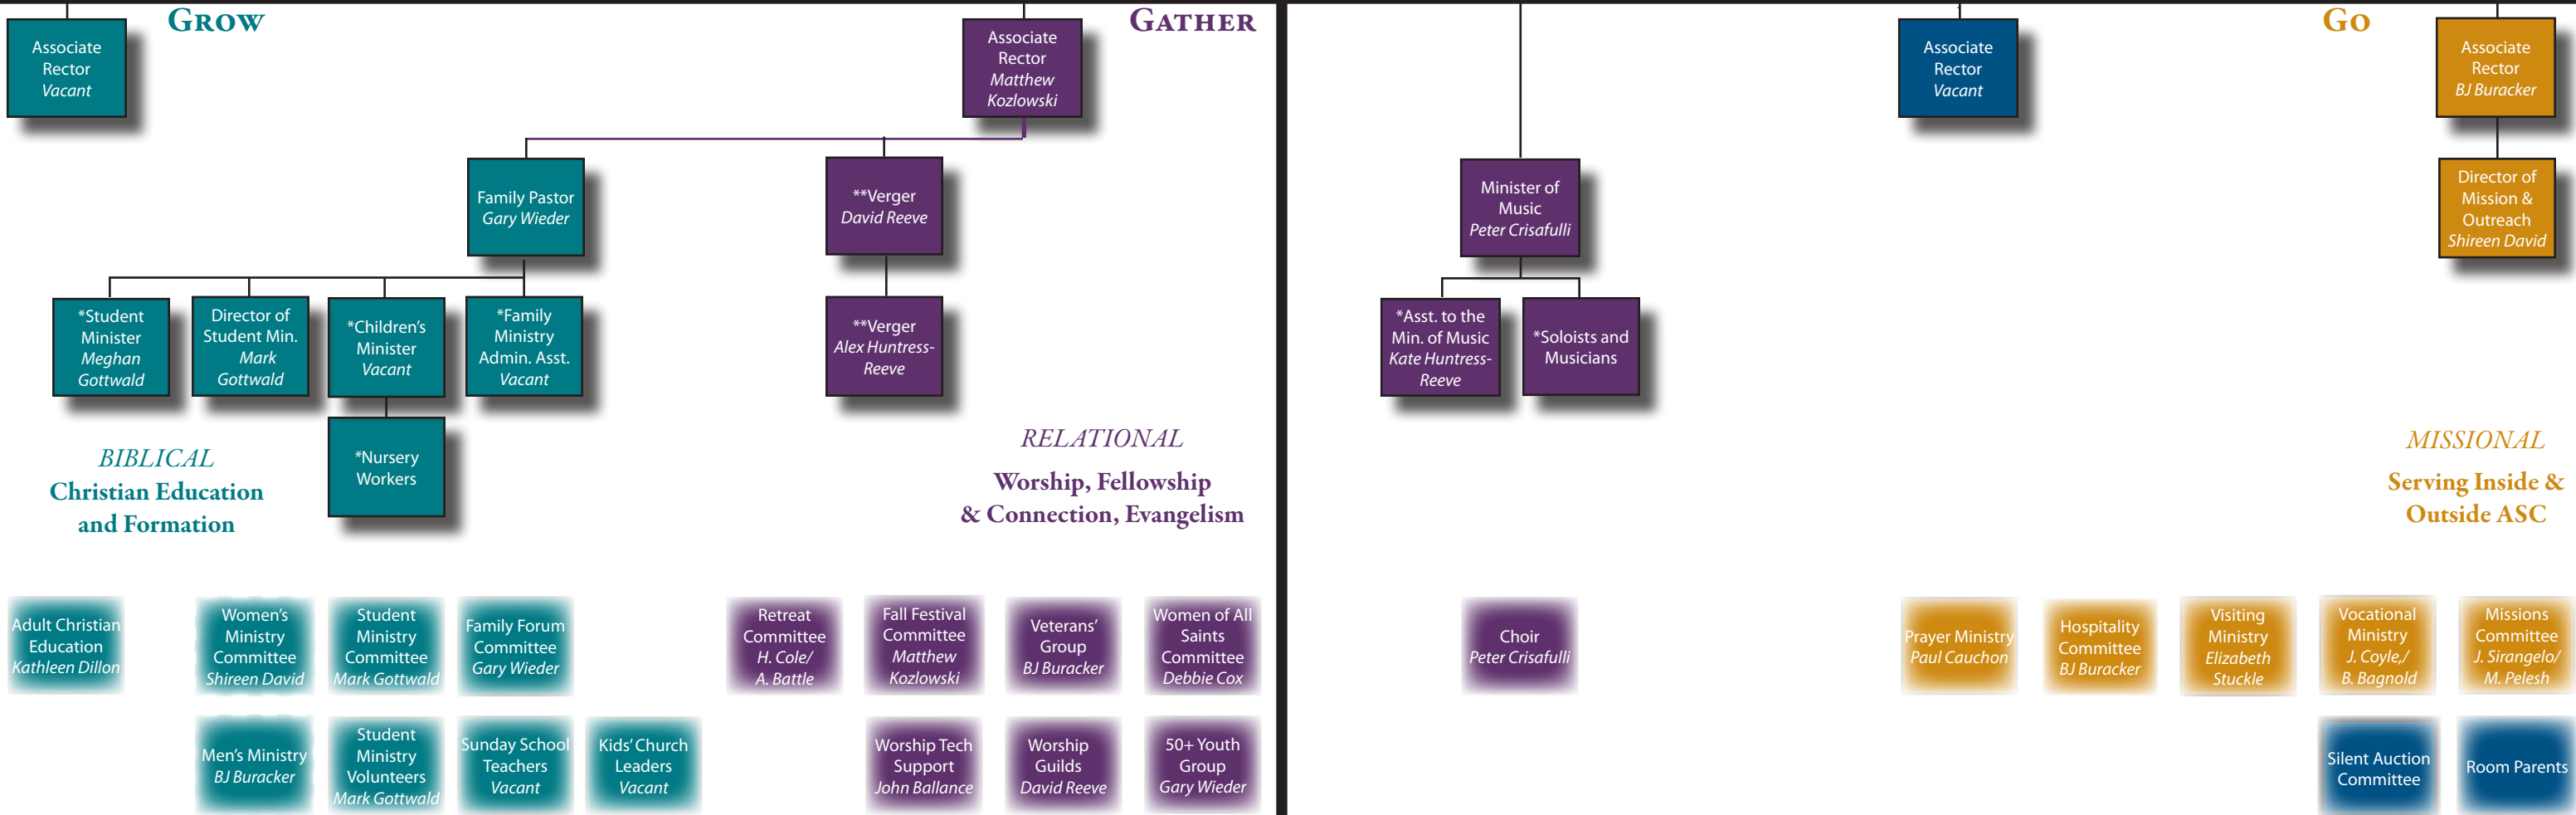 GROW
GATHER
GO
Associate
Rector
Vacant
Associate
Rector
Matthew
Kozlowski
Associate
Rector
Vacant
Associate
Rector
BJ Buracker
Family Pastor
Gary Wieder
**Verger
David Reeve
Minister of
Music
Peter Crisafulli
Director of
Mission &
Outreach
Shireen David
*Student
Minister
Meghan
Gottwald
Director of
Student Min.
Mark
Gottwald
*Children's
Minister
Vacant
*Family
Ministry
Admin. Asst.
Vacant
**Verger
Alex Huntress-
Reeve
*Asst. to the
Min. of Music
Kate Huntress-
Reeve
*Soloists and
Musicians
*Nursery
Workers
BIBLICAL
Christian Education
and Formation
RELATIONAL
Worship, Fellowship
& Connection, Evangelism
MISSIONAL
Serving Inside &
Outside ASC
Adult Christian
Education
Kathleen Dillon
Women's
Ministry
Committee
Shireen David
Student
Ministry
Committee
Mark Gottwald
Family Forum
Committee
Gary Wieder
Retreat
Committee
H. Cole/
A. Battle
Fall Festival
Committee
Matthew
Kozlowski
Veterans'
Group
BJ Buracker
Women of All
Saints
Committee
Debbie Cox
Choir
Peter Crisafulli
Prayer Ministry
Paul Cauchon
Hospitality
Committee
BJ Buracker
Visiting
Ministry
Elizabeth
Stuckle
Vocational
Ministry
J. Coyle,/
B. Bagnold
Missions
Committee
J. Sirangelo/
M. Pelesh
Men's Ministry
BJ Buracker
Student
Ministry
Volunteers
Mark Gottwald
Sunday School
Teachers
Vacant
Kids' Church
Leaders
Vacant
Worship Tech
Support
John Ballance
Worship
Guilds
David Reeve
50+ Youth
Group
Gary Wieder
Silent Auction
Committee
Room Parents